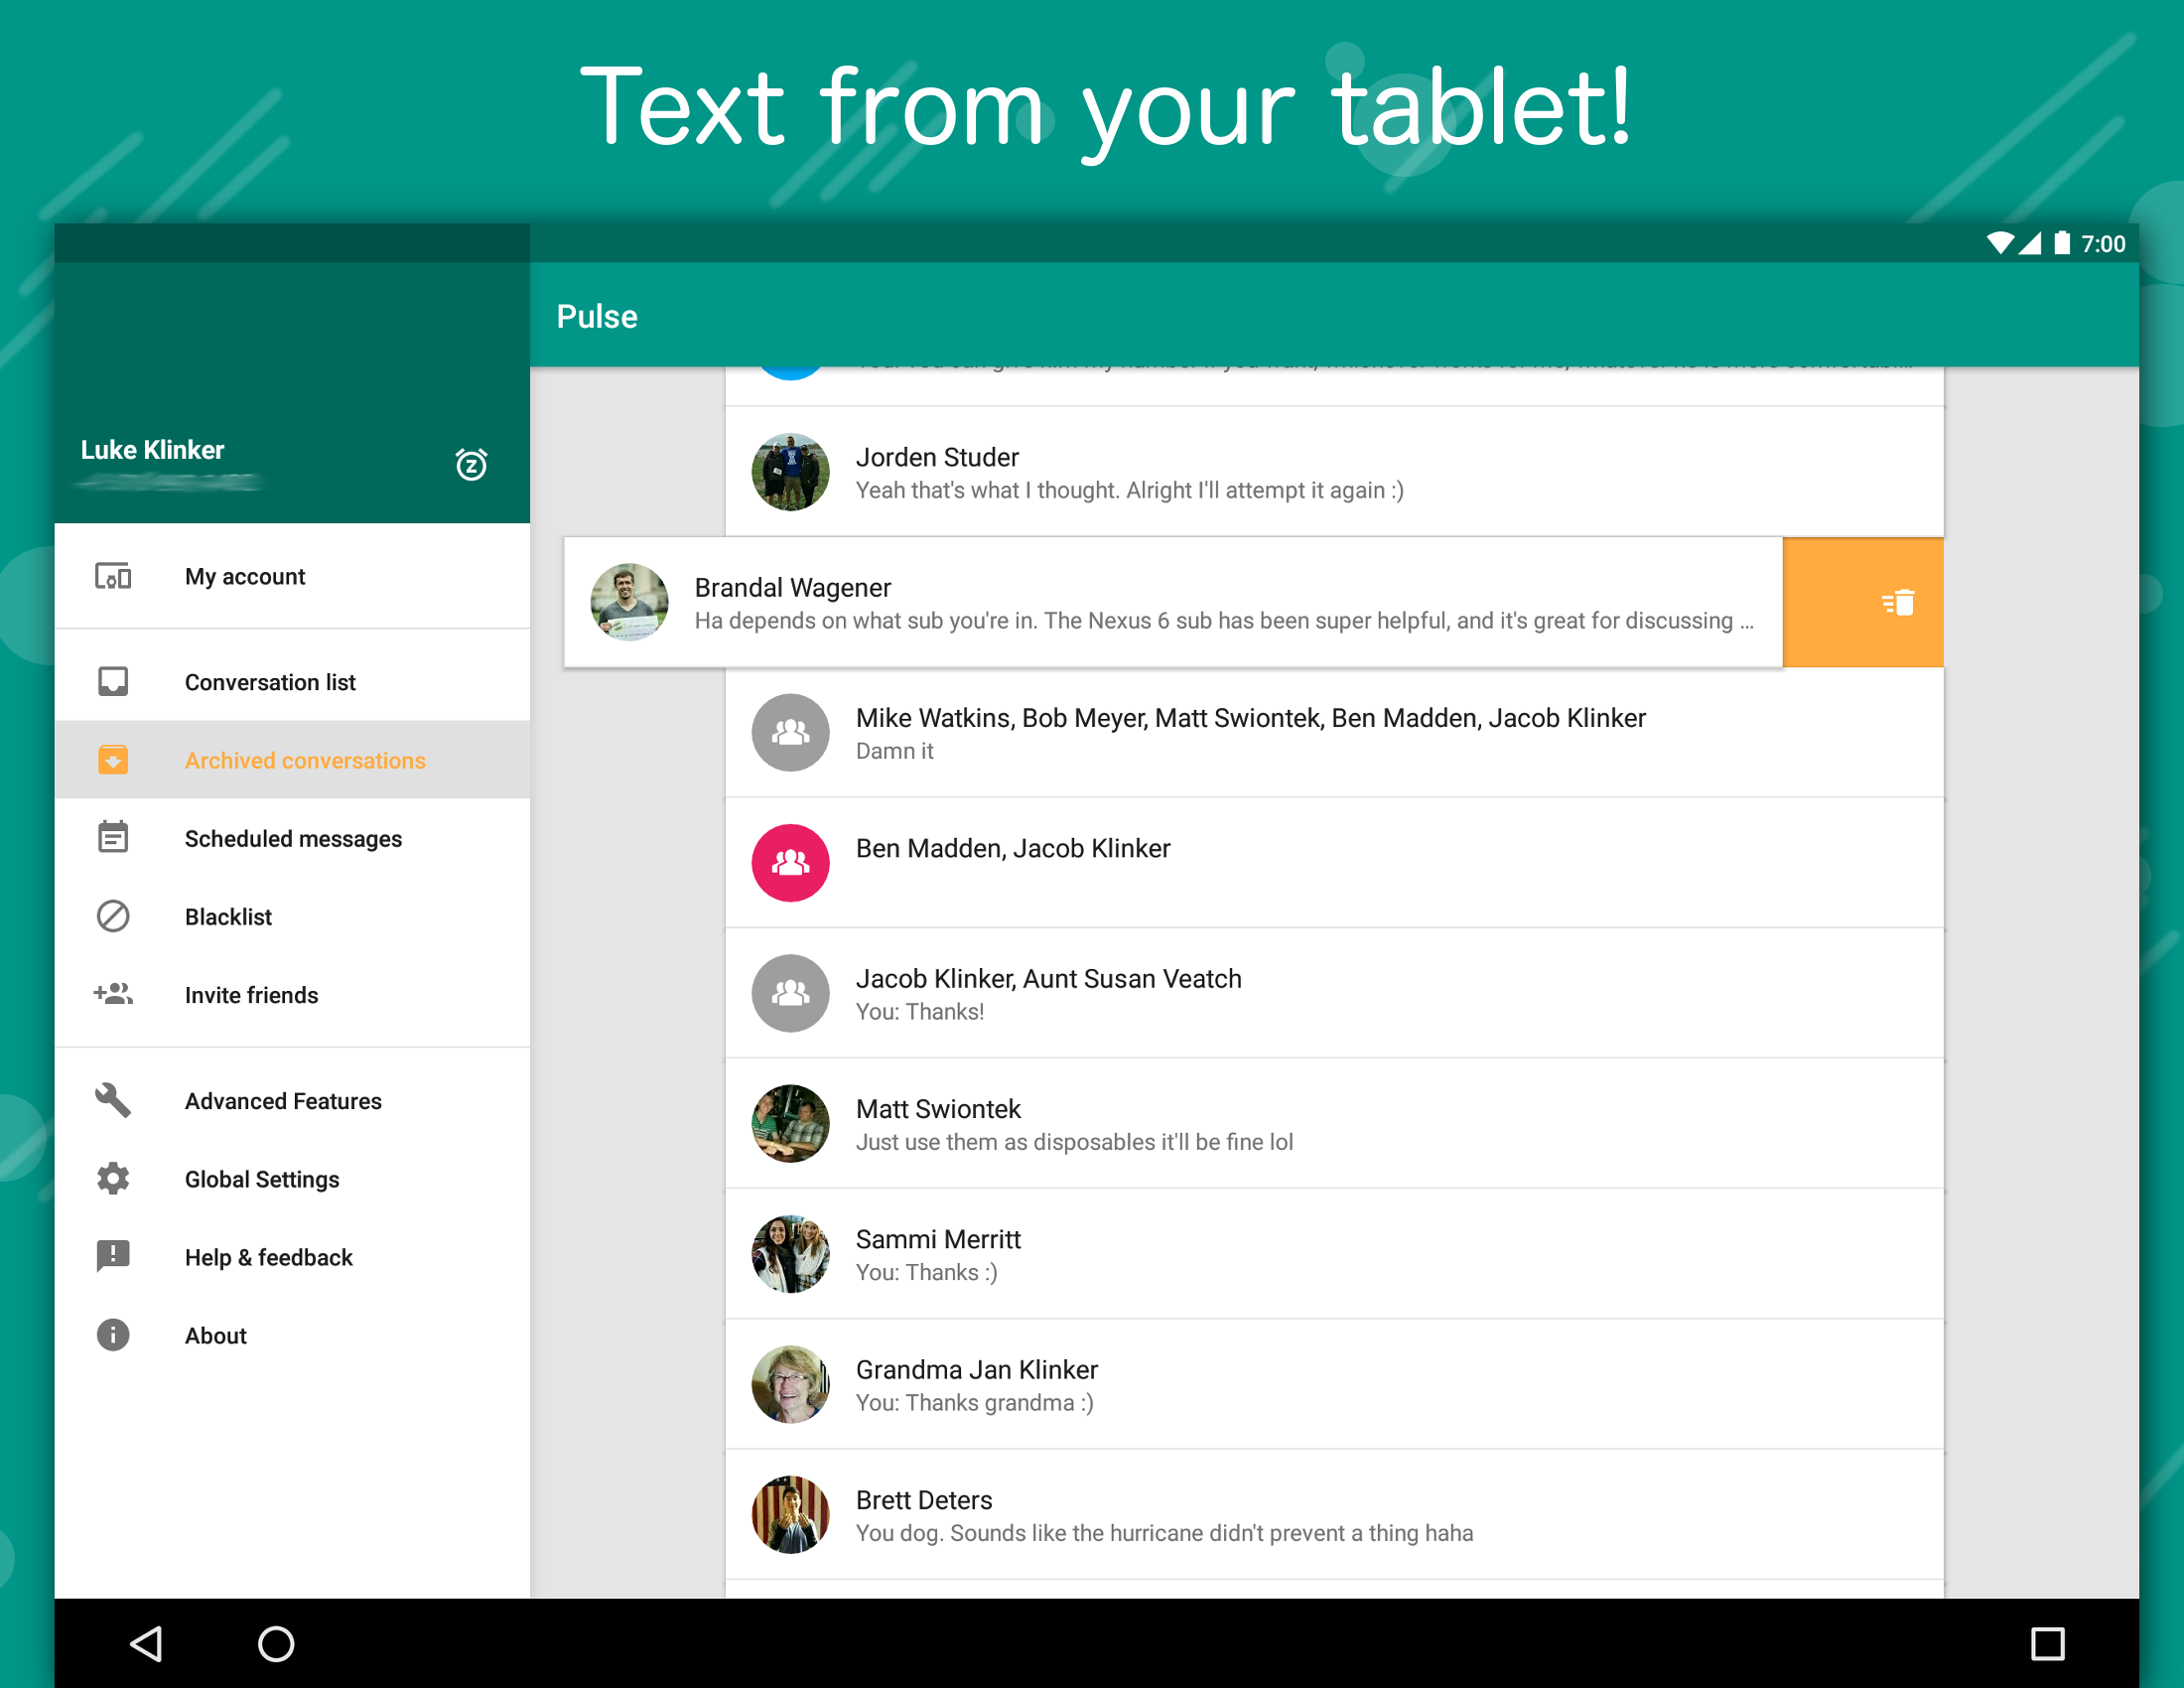 Text from your tablet!
7:00
Pulse
Luke Klinker
My account
Conversation list
Archived conversations
Scheduled messages
Blacklist
Invite friends
Advanced Features
Global Settings
Help & feedback
About
Jorden Studer
Yeah that's what I thought. Alright I'll attempt it again :)
Brandal Wagener
Ha depends on what sub you're in. The Nexus 6 sub has been super helpful, and it's great for discussing ...
Mike Watkins, Bob Meyer, Matt Swiontek, Ben Madden, Jacob Klinker
Damn it
Ben Madden, Jacob Klinker
Jacob Klinker, Aunt Susan Veatch
You: Thanks!
Matt Swiontek
Just use them as disposables it'll be fine lol
Sammi Merritt
You: Thanks :)
Grandma Jan Klinker
You: Thanks grandma :)
Brett Deters
You dog. Sounds like the hurricane didn't prevent a thing haha